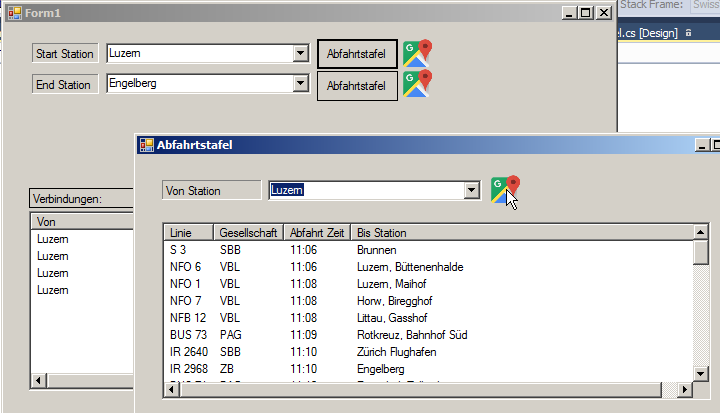 Stack Frame: Swiss
Form1
el.cs [Design]
Start Station Luzern Abfahrtstafel
End Station Engelberg Abfahrtstafel
Abfahrtstafel
Von Station Luzern
Verbindungen:
Von
Luzern
Luzern
Luzern
Luzern
Linie Gesellschaft Abfahrt Zeit Bis Station
S 3 SBB 11:06 Brunnen
NFO 6 VBL 11:06 Luzern, Büttenenhalde
NFO 1 VBL 11:08 Luzern, Maihof
NFO 7 VBL 11:08 Horw, Biregghof
NFB 12 VBL 11:08 Littau, Gasshof
BUS 73 PAG 11:09 Rotkreuz, Bahnhof Süd
IR 2640 SBB 11:10 Zürich Flughafen
IR 2968 ZB 11:10 Engelberg